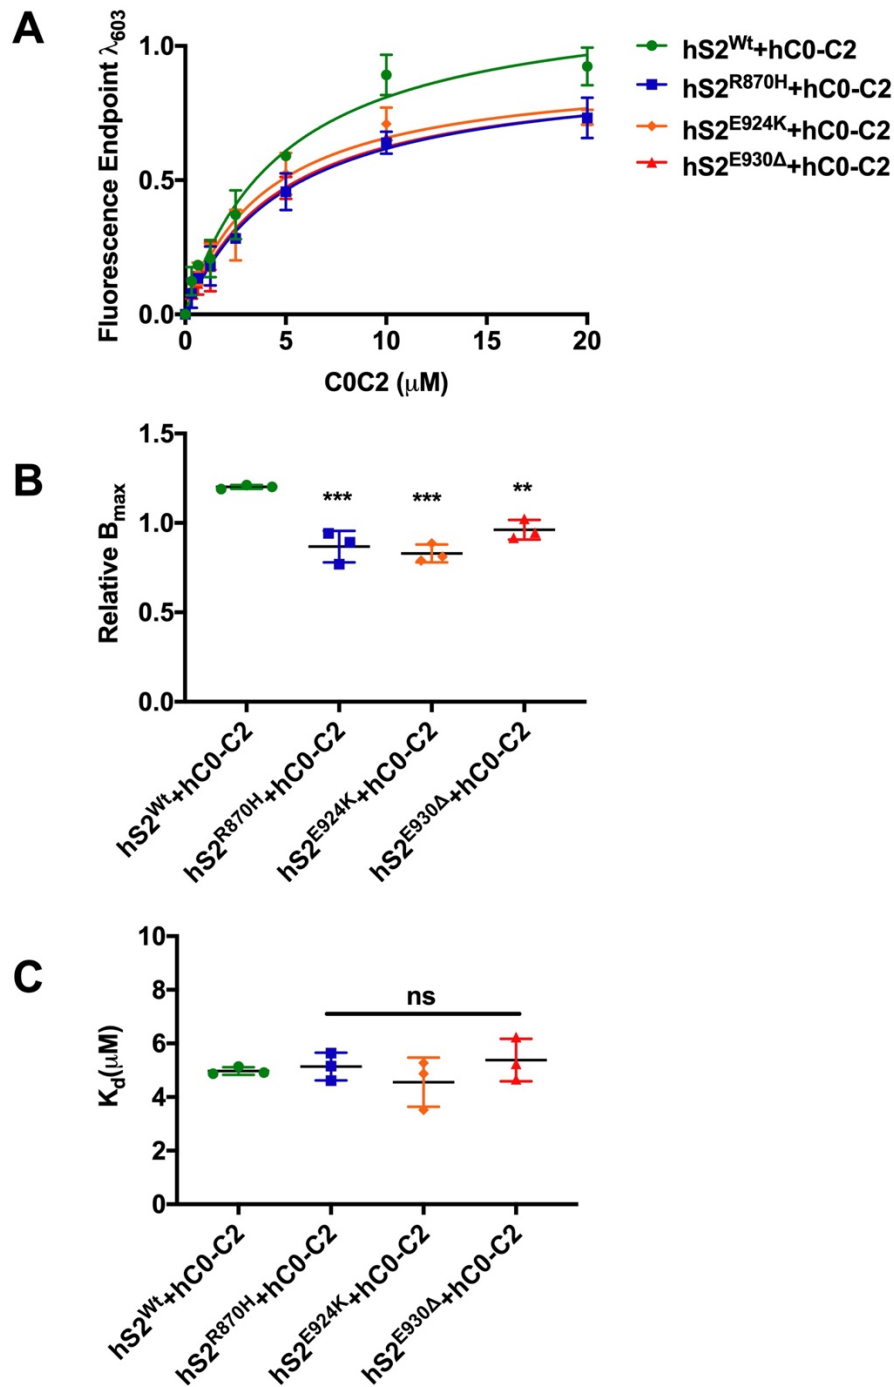 A
Fluorescence Endpoint λ603
1.0
0.5
0.0
0
5
10
15
20
C0C2 (μM)
hS2Wt+hC0-C2
hS2R870H+hC0-C2
hS2E924K+hC0-C2
hS2E930Δ+hC0-C2
B
Relative Bmax
1.5
1.0
0.5
0.0
***
***
**
hS2Wt+hC0-C2
hS2R870H+hC0-C2
hS2E924K+hC0-C2
hS2E930Δ+hC0-C2
C
Kd(μM)
10
8
6
4
2
0
ns
hS2Wt+hC0-C2
hS2R870H+hC0-C2
hS2E924K+hC0-C2
hS2E930Δ+hC0-C2